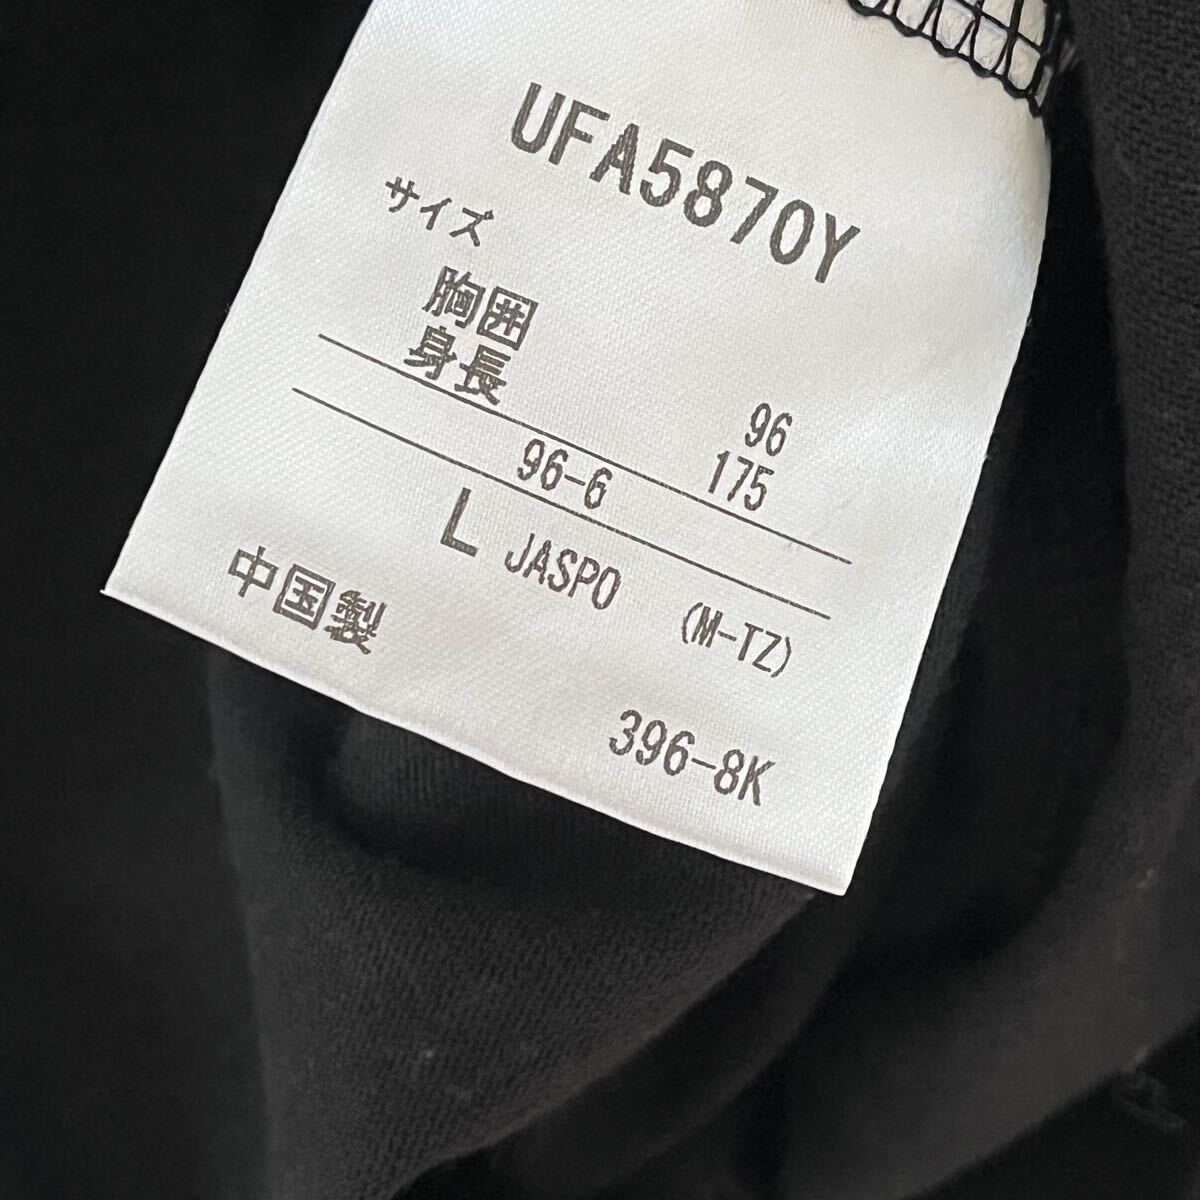 UFA5870Y
サイズ
胸囲 96
身長 175
96-6
L JASPO (M-TZ)
中国製
396-8K